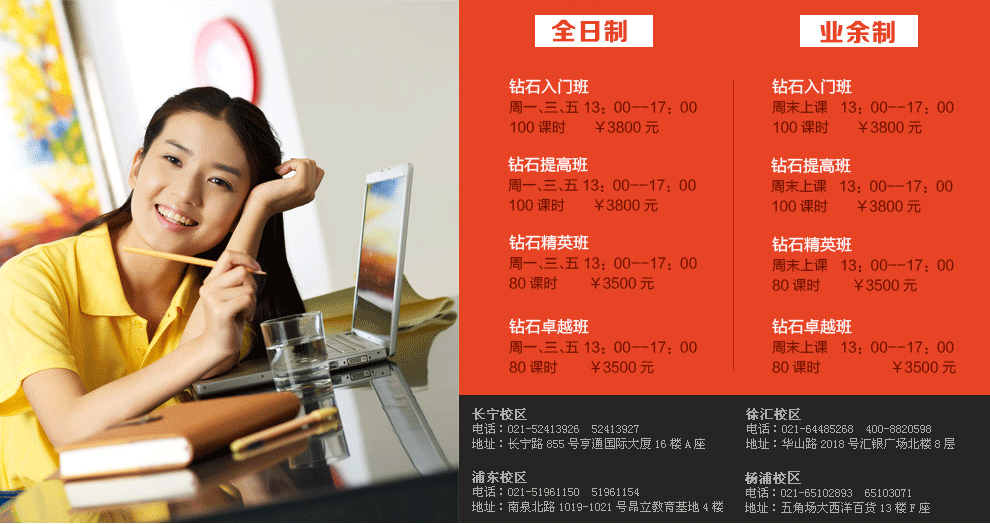 全日制
钻石入门班
周一、三、五 13：00--17：00
100 课时 ￥3800 元
钻石提高班
周一、三、五 13：00--17：00
100 课时 ￥3800 元
钻石精英班
周一、三、五 13：00--17：00
80 课时 ￥3500 元
钻石卓越班
周一、三、五 13：00--17：00
80 课时 ￥3500 元
业余制
钻石入门班
周末上课 13：00--17：00
100 课时 ￥3800 元
钻石提高班
周末上课 13：00--17：00
100 课时 ￥3800 元
钻石精英班
周末上课 13：00--17：00
80 课时 ￥3500 元
钻石卓越班
周末上课 13：00--17：00
80 课时 ￥3500 元
长宁校区
电话：021-52413926 52413927
地址：长宁路 855 号亨通国际大厦 16 楼 A 座
徐汇校区
电话：021-64485268 400-8820598
地址：华山路 2018 号汇银广场北楼 8 层
浦东校区
电话：021-51961150 51961154
地址：南泉北路 1019-1021 号昂立教育基地 4 楼
杨浦校区
电话：021-65102893 65103071
地址：五角场大西洋百货 13 楼 F 座